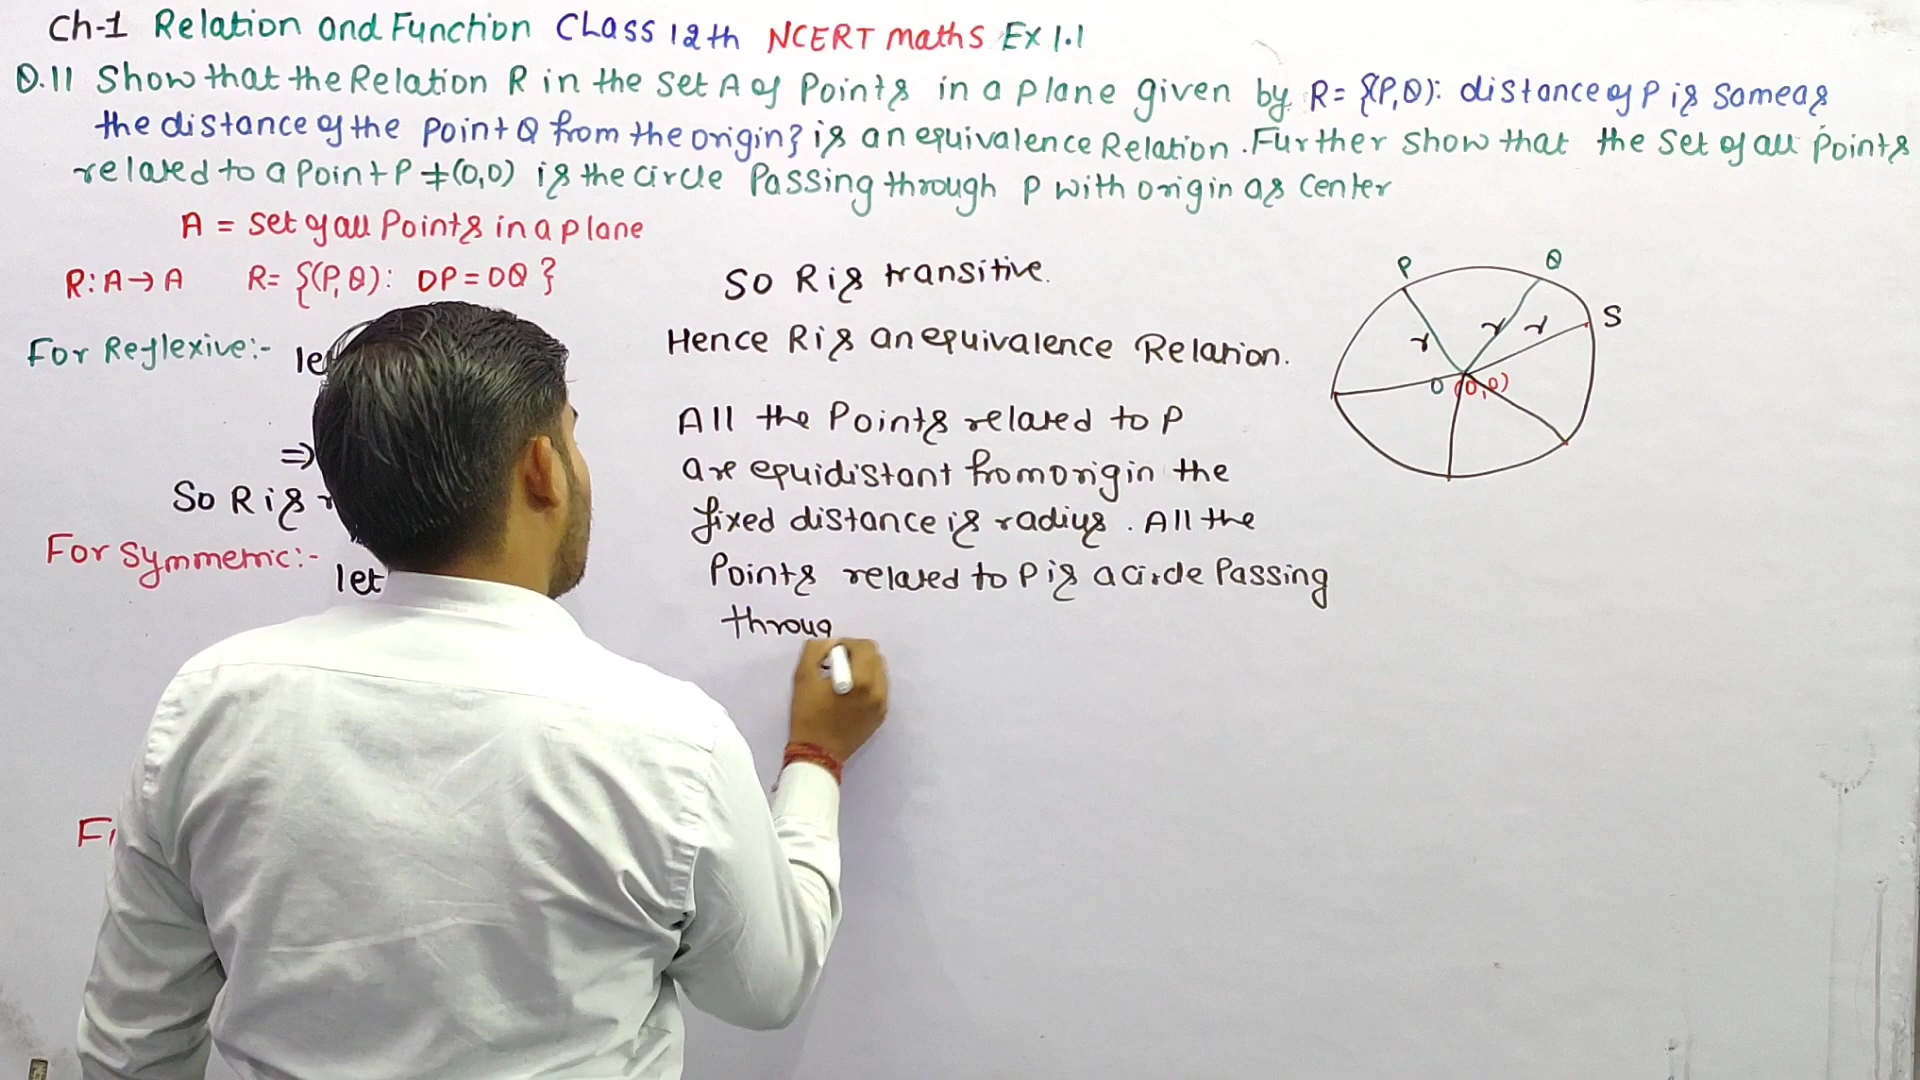 Ch-1 Relation and Function Class 12th NCERT maths Ex 1.1
Q.11 Show that the Relation R in the set A of Points in a plane given by R= {(P,Q): distance of P is same as
the distance of the point Q from the origin} is an equivalence Relation. Further show that the set of all Points
related to a Point P ≠ (0,0) is the circle Passing through P with origin as center
A = set of all Points in a plane
R: A→A R= {(P,Q): OP=OQ}
For Reflexive:- le
⇒
So R is
For Symmetric:-
let
So R is transitive.
Hence R is an equivalence Relation.
All the Points related to P
are equidistant from origin the
fixed distance is radius. All the
Points related to P is a circle Passing
throug
P
Q
S
r
r
r
O (0,0)